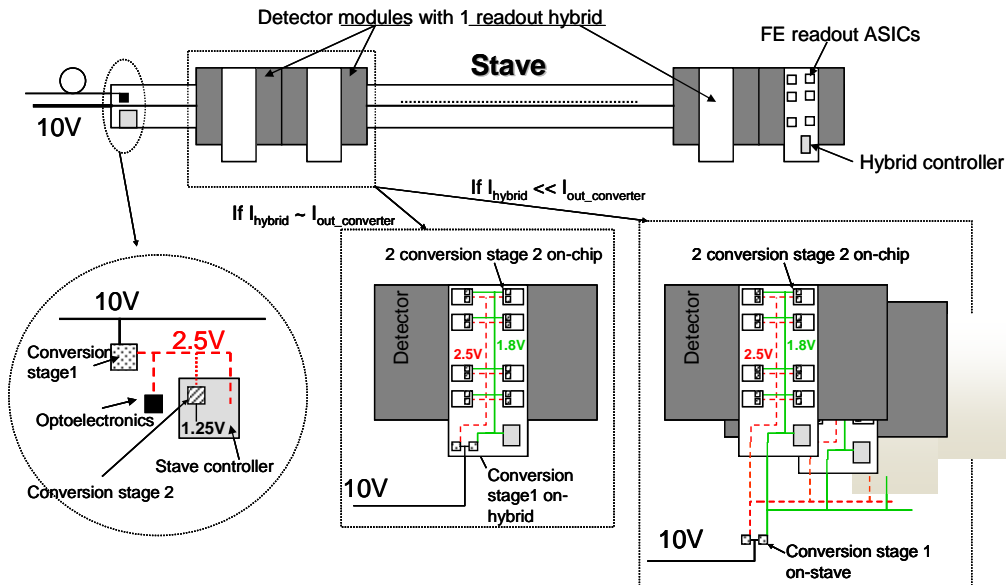 Detector modules with 1 readout hybrid
FE readout ASICs
Stave
10V
Hybrid controller
If I_hybrid ~ I_out_converter
If I_hybrid << I_out_converter
10V
2.5V
Conversion
stage1
Optoelectronics
1.25V
Stave controller
Conversion stage 2
2 conversion stage 2 on-chip
Detector
2.5V
1.8V
10V
Conversion
stage1 on-
hybrid
2 conversion stage 2 on-chip
Detector
2.5V
1.8V
10V
Conversion stage 1
on-stave